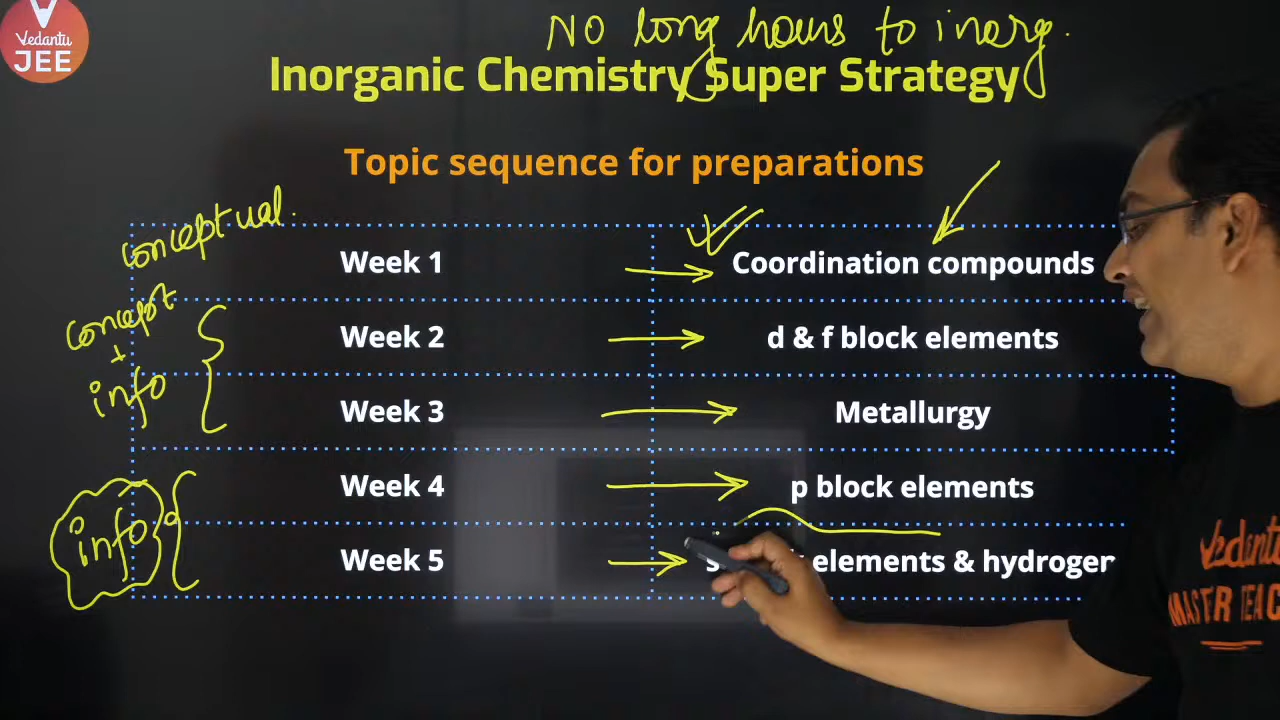 Vedantu
JEE
No long hours to inorg.
Inorganic Chemistry Super Strategy
Topic sequence for preparations
conceptual.
Week 1 Coordination compounds
concept
+
info
Week 2 d & f block elements
Week 3 Metallurgy
info
Week 4 p block elements
Week 5 elements & hydrogen
Vedantu
MASTER